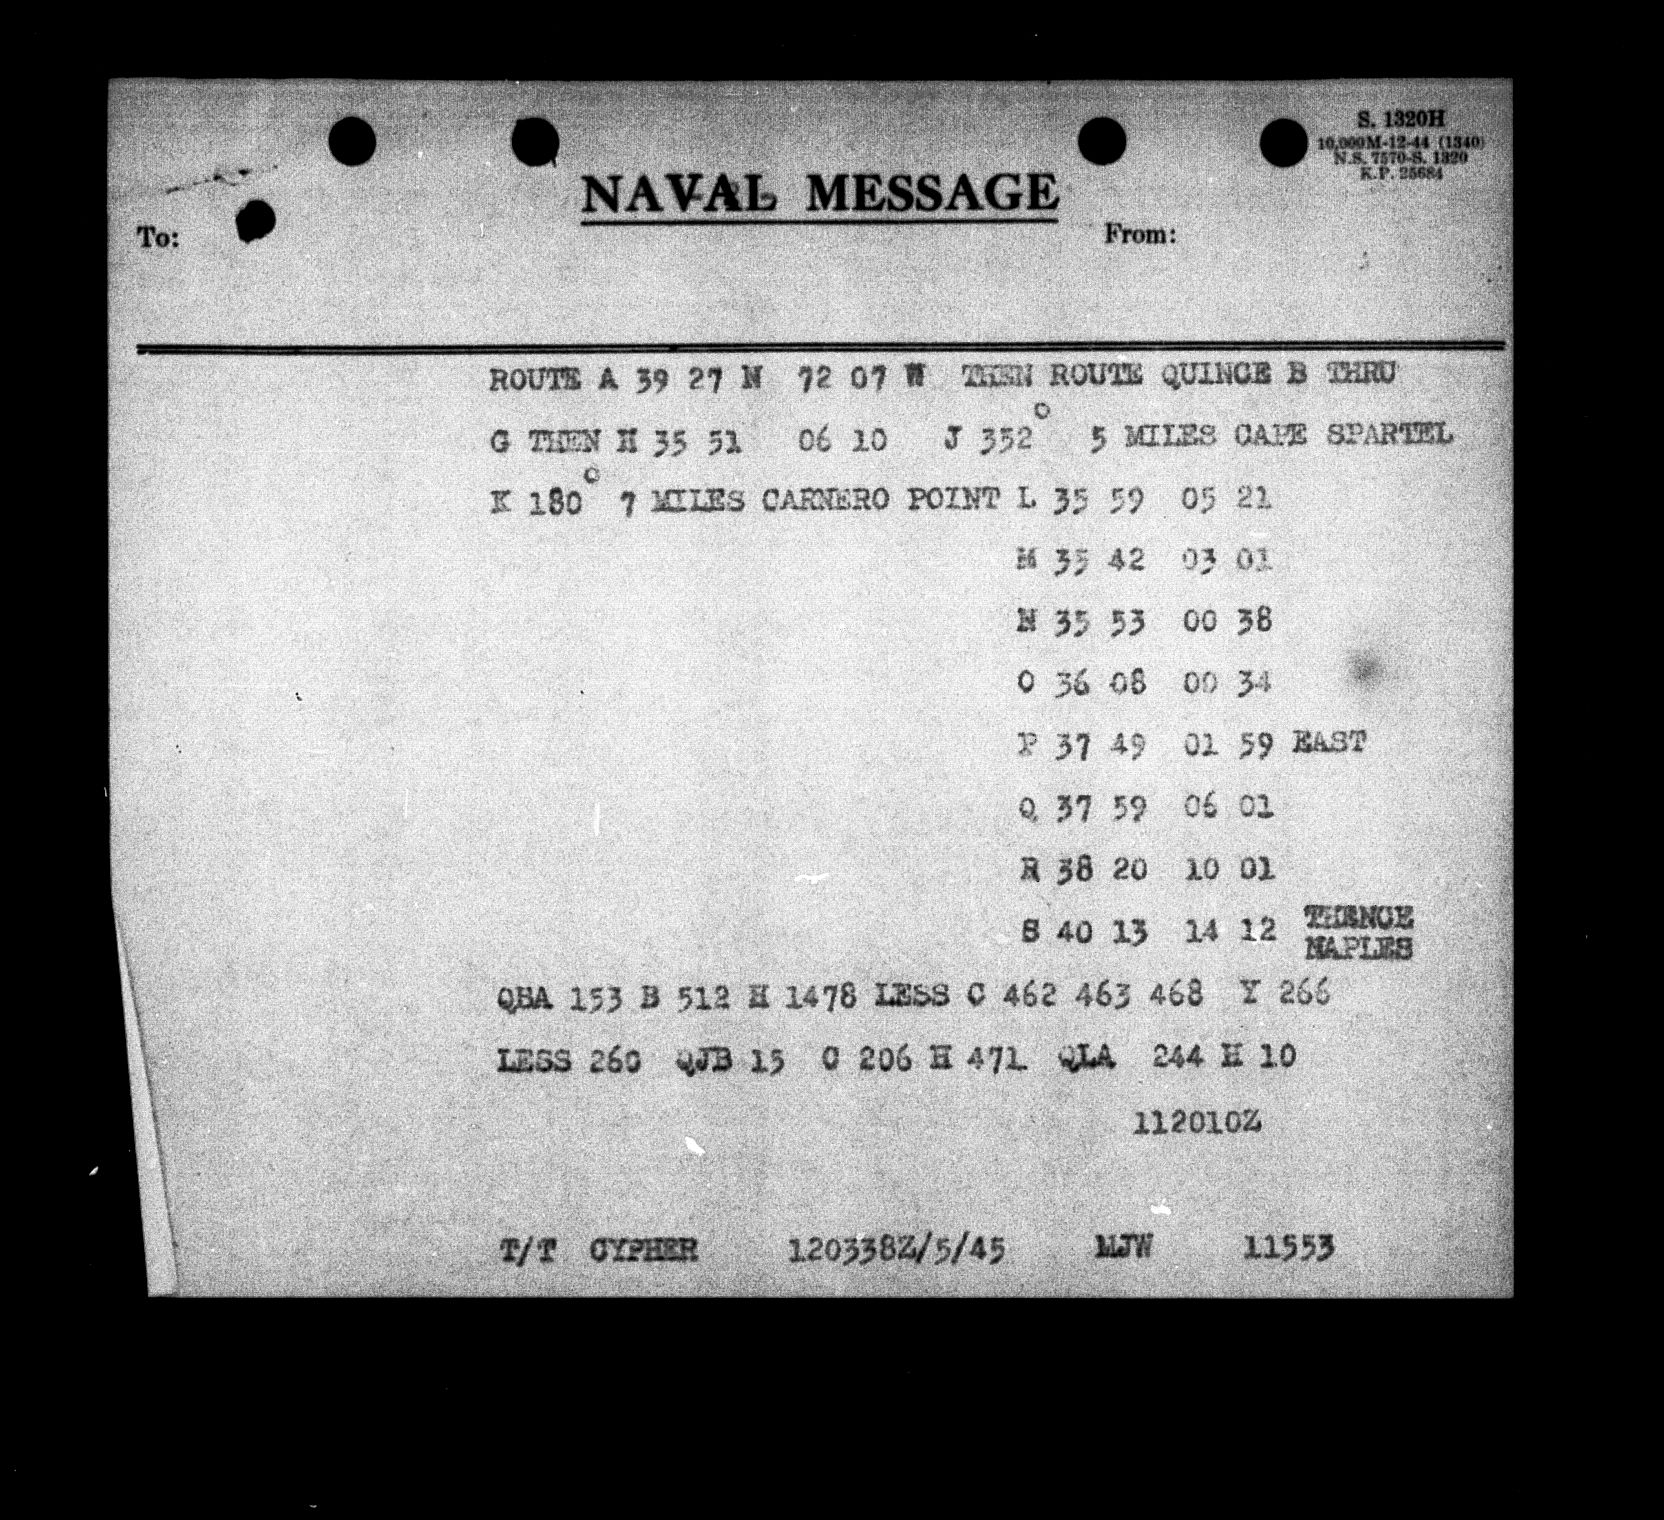 S. 1320H
10,000M-12-44 (1340)
N.S. 7570-S. 1320
K.P. 25684
NAVAL MESSAGE
To:
From:
ROUTE A 39 27 N 72 07 W THEN ROUTE QUINCE B THRU
G THEN H 35 51 06 10 J 352° 5 MILES CAPE SPARTEL
K 180° 7 MILES CARNERO POINT L 35 59 05 21
M 35 42 03 01
N 35 53 00 38
O 36 08 00 34
P 37 49 01 59 EAST
Q 37 59 06 01
R 38 20 10 01
S 40 13 14 12 THENCE
NAPLES
QBA 153 B 512 H 1478 LESS C 462 463 468 Y 266
LESS 260 QJB 15 C 206 H 471 QLA 244 H 10
112010Z
T/T CYPHER 120338Z/5/45 MJW 11553